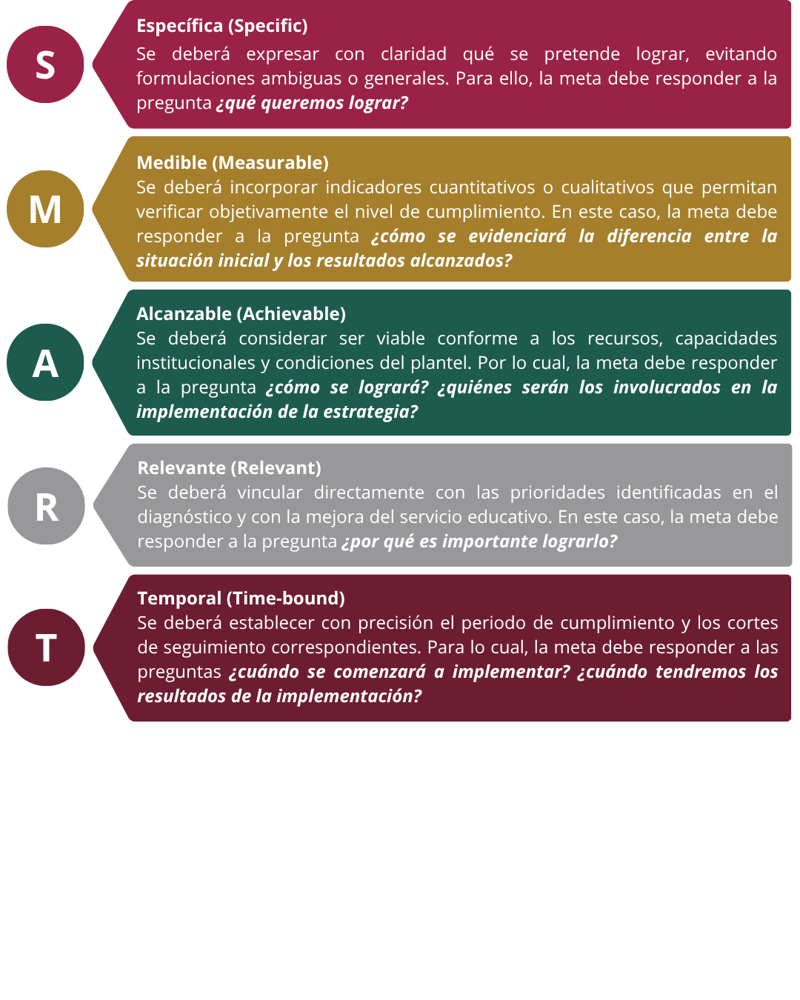 S
Específica (Specific)
Se deberá expresar con claridad qué se pretende lograr, evitando
formulaciones ambiguas o generales. Para ello, la meta debe responder a la
pregunta ¿qué queremos lograr?
M
Medible (Measurable)
Se deberá incorporar indicadores cuantitativos o cualitativos que permitan
verificar objetivamente el nivel de cumplimiento. En este caso, la meta debe
responder a la pregunta ¿cómo se evidenciará la diferencia entre la
situación inicial y los resultados alcanzados?
A
Alcanzable (Achievable)
Se deberá considerar ser viable conforme a los recursos, capacidades
institucionales y condiciones del plantel. Por lo cual, la meta debe responder
a la pregunta ¿cómo se logrará? ¿quiénes serán los involucrados en la
implementación de la estrategia?
R
Relevante (Relevant)
Se deberá vincular directamente con las prioridades identificadas en el
diagnóstico y con la mejora del servicio educativo. En este caso, la meta debe
responder a la pregunta ¿por qué es importante lograrlo?
T
Temporal (Time-bound)
Se deberá establecer con precisión el periodo de cumplimiento y los cortes
de seguimiento correspondientes. Para lo cual, la meta debe responder a las
preguntas ¿cuándo se comenzará a implementar? ¿cuándo tendremos los
resultados de la implementación?